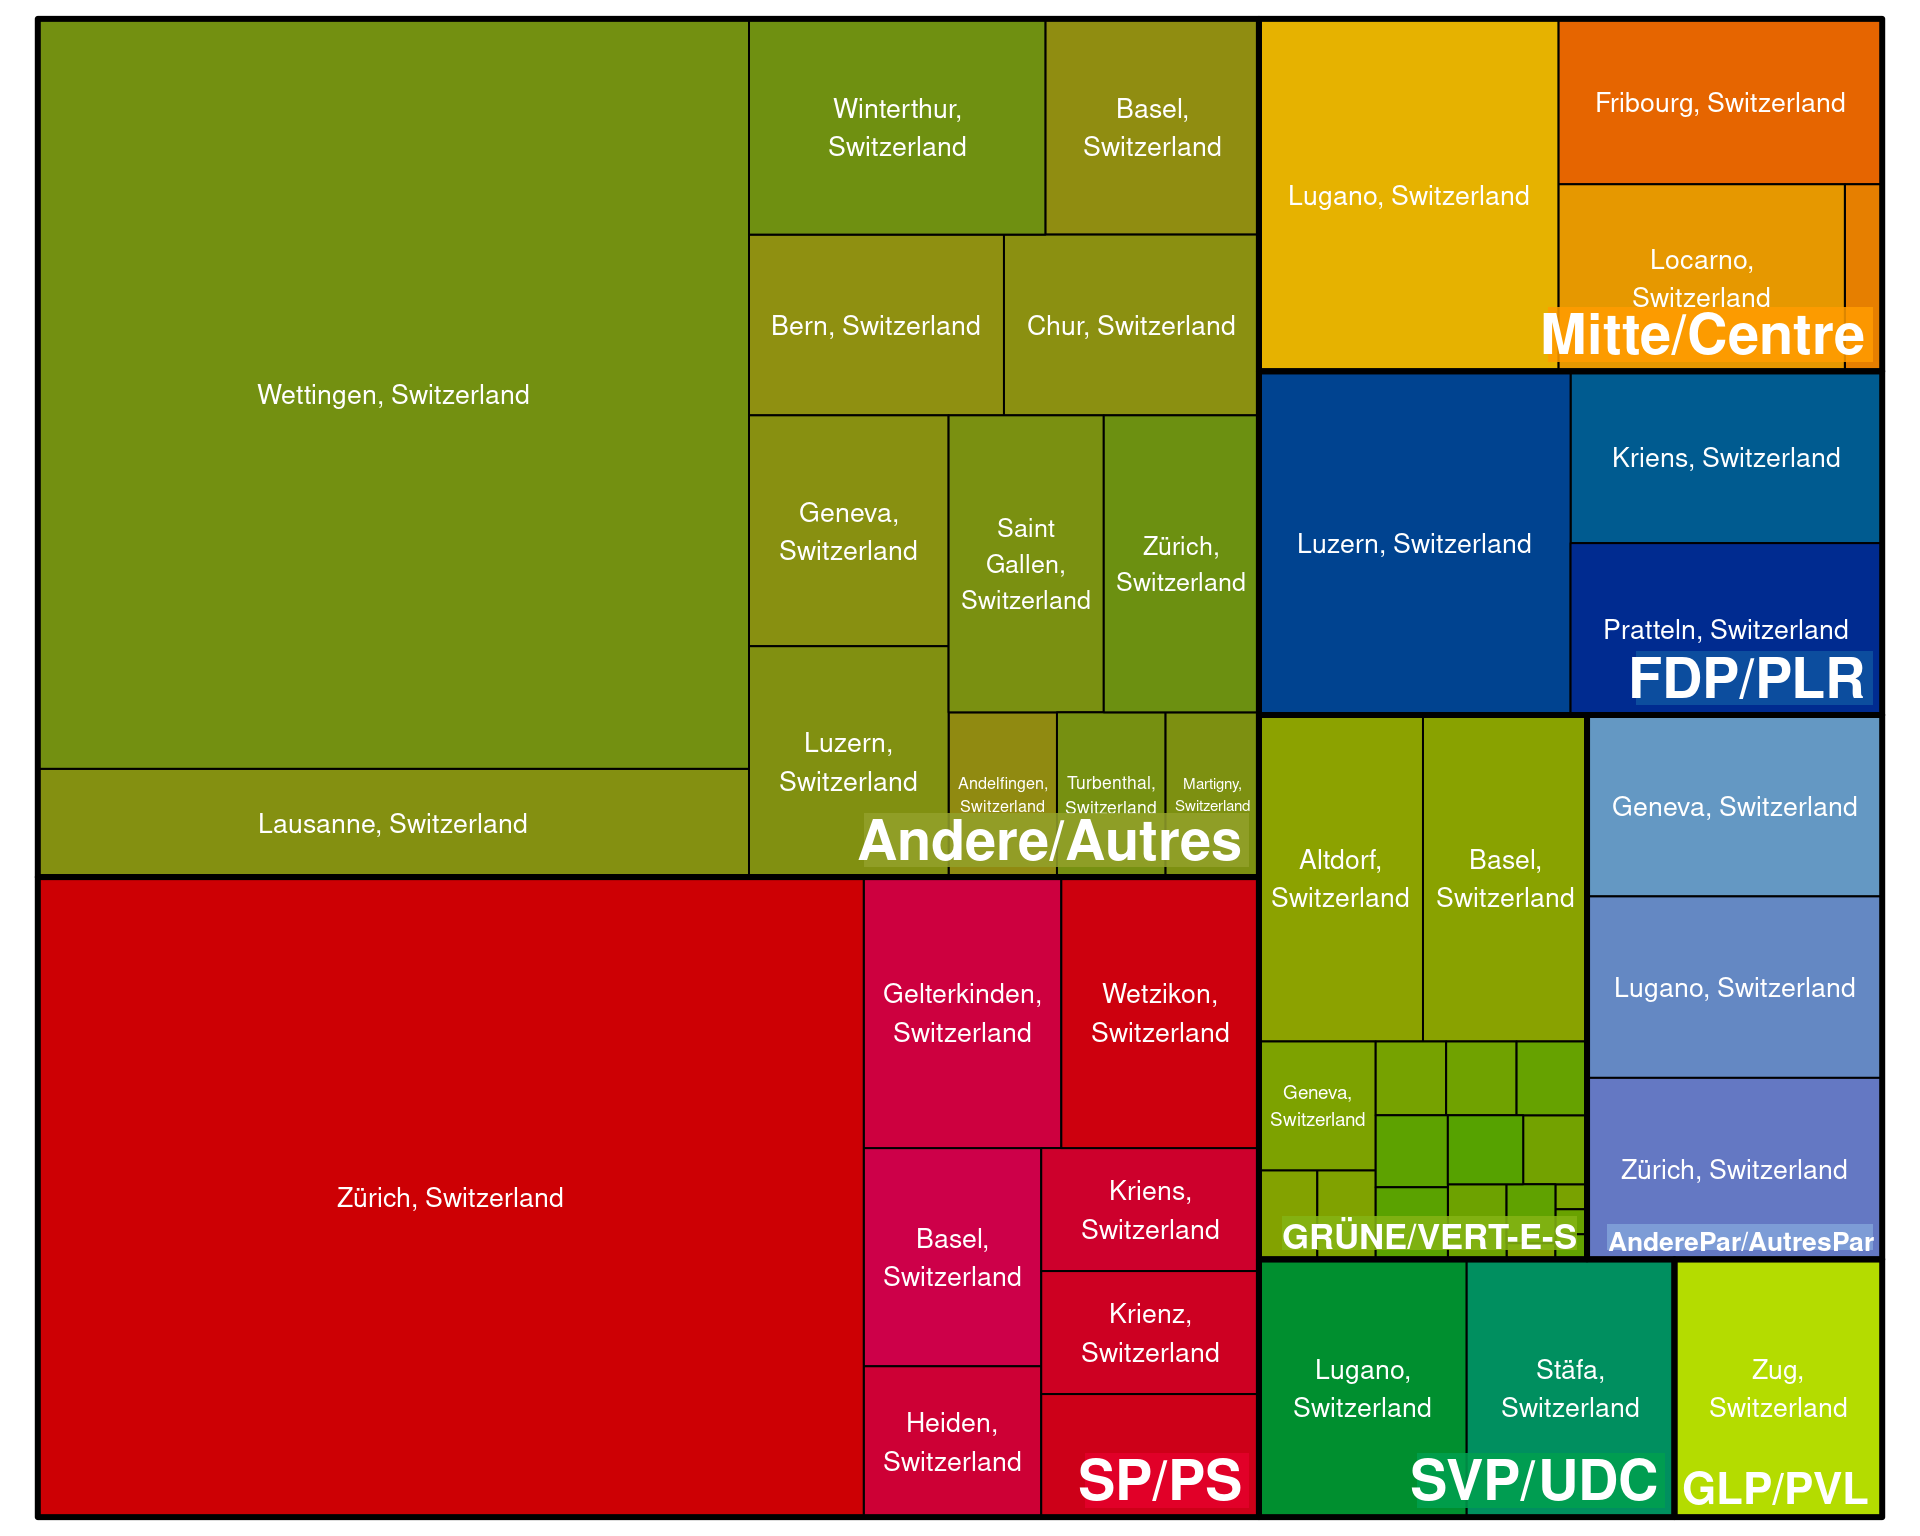 Wettingen, Switzerland
Lausanne, Switzerland
Winterthur,
Switzerland
Basel,
Switzerland
Bern, Switzerland
Chur, Switzerland
Geneva,
Switzerland
Saint
Gallen,
Switzerland
Zürich,
Switzerland
Luzern,
Switzerland
Andelfingen,
Switzerland
Turbenthal,
Switzerland
Martigny,
Switzerland
Andere/Autres
Lugano, Switzerland
Fribourg, Switzerland
Locarno,
Switzerland
Mitte/Centre
Luzern, Switzerland
Kriens, Switzerland
Pratteln, Switzerland
FDP/PLR
Zürich, Switzerland
Gelterkinden,
Switzerland
Wetzikon,
Switzerland
Basel,
Switzerland
Kriens,
Switzerland
Krienz,
Switzerland
Heiden,
Switzerland
SP/PS
Altdorf,
Switzerland
Basel,
Switzerland
Geneva,
Switzerland
GRÜNE/VERT-E-S
Geneva, Switzerland
Lugano, Switzerland
Zürich, Switzerland
AnderePar/AutresPar
Lugano,
Switzerland
Stäfa,
Switzerland
SVP/UDC
Zug,
Switzerland
GLP/PVL